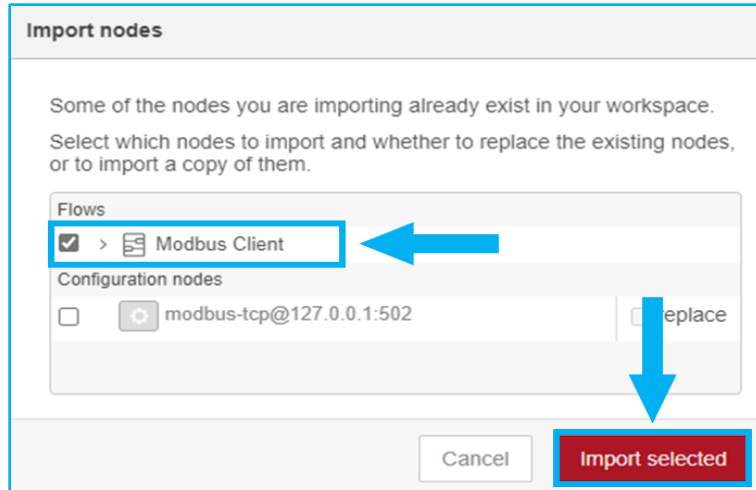 Import nodes
Some of the nodes you are importing already exist in your workspace.
Select which nodes to import and whether to replace the existing nodes,
or to import a copy of them.
Flows
Modbus Client
Configuration nodes
modbus-tcp@127.0.0.1:502
replace
Cancel
Import selected